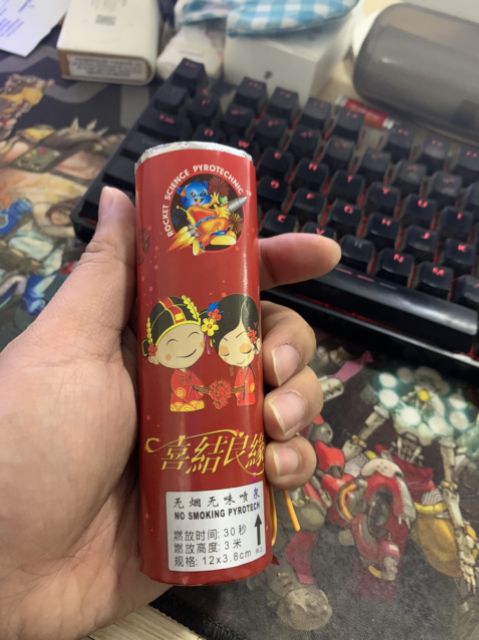 ROCKET SCIENCE PYROTECHNIC
喜結良緣
无烟无味喷泉
NO SMOKING PYROTECH
燃放时间: 30 秒
燃放高度: 3 米
规格: 12x3.8cm